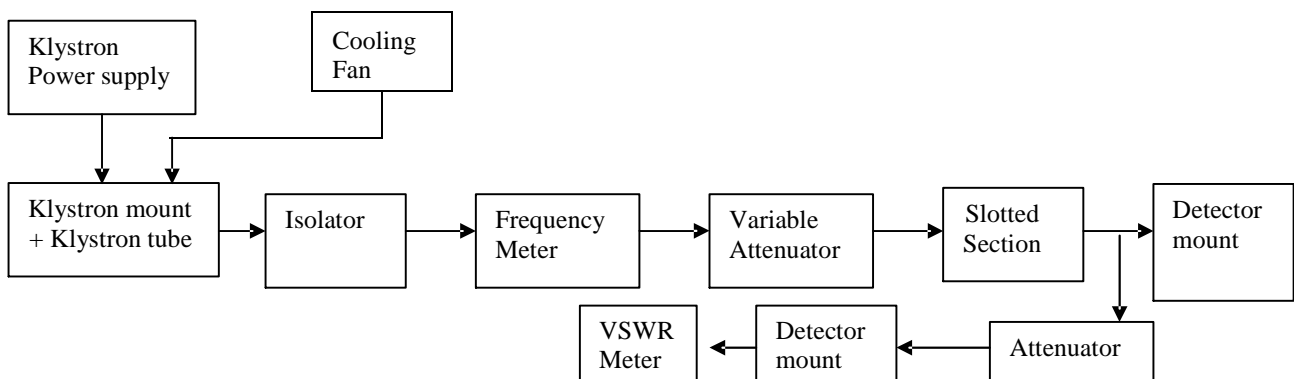 Klystron
Power supply
Cooling
Fan
Klystron mount
+ Klystron tube
Isolator
Frequency
Meter
Variable
Attenuator
Slotted
Section
Detector
mount
VSWR
Meter
Detector
mount
Attenuator